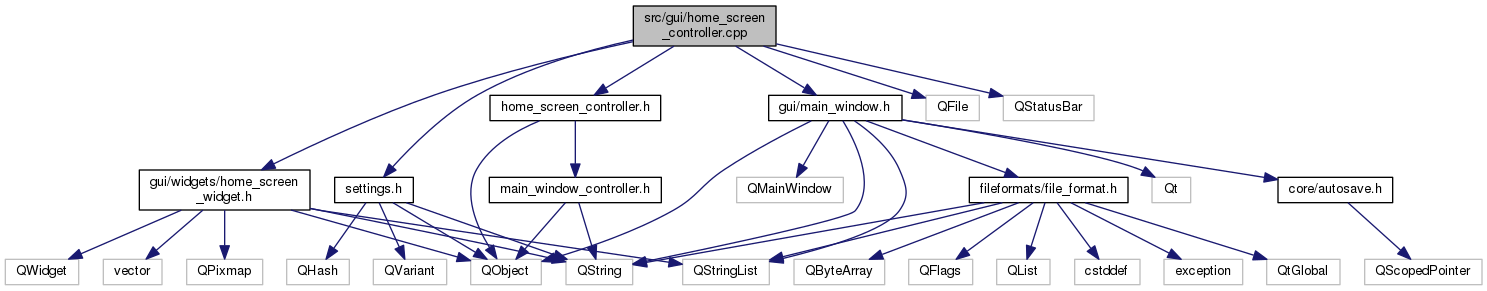 src/gui/home_screen
_controller.cpp
home_screen_controller.h
gui/main_window.h
QFile
QStatusBar
gui/widgets/home_screen
_widget.h
settings.h
main_window_controller.h
QMainWindow
fileformats/file_format.h
Qt
core/autosave.h
QWidget
vector
QPixmap
QHash
QVariant
QObject
QString
QStringList
QByteArray
QFlags
QList
cstddef
exception
QtGlobal
QScopedPointer